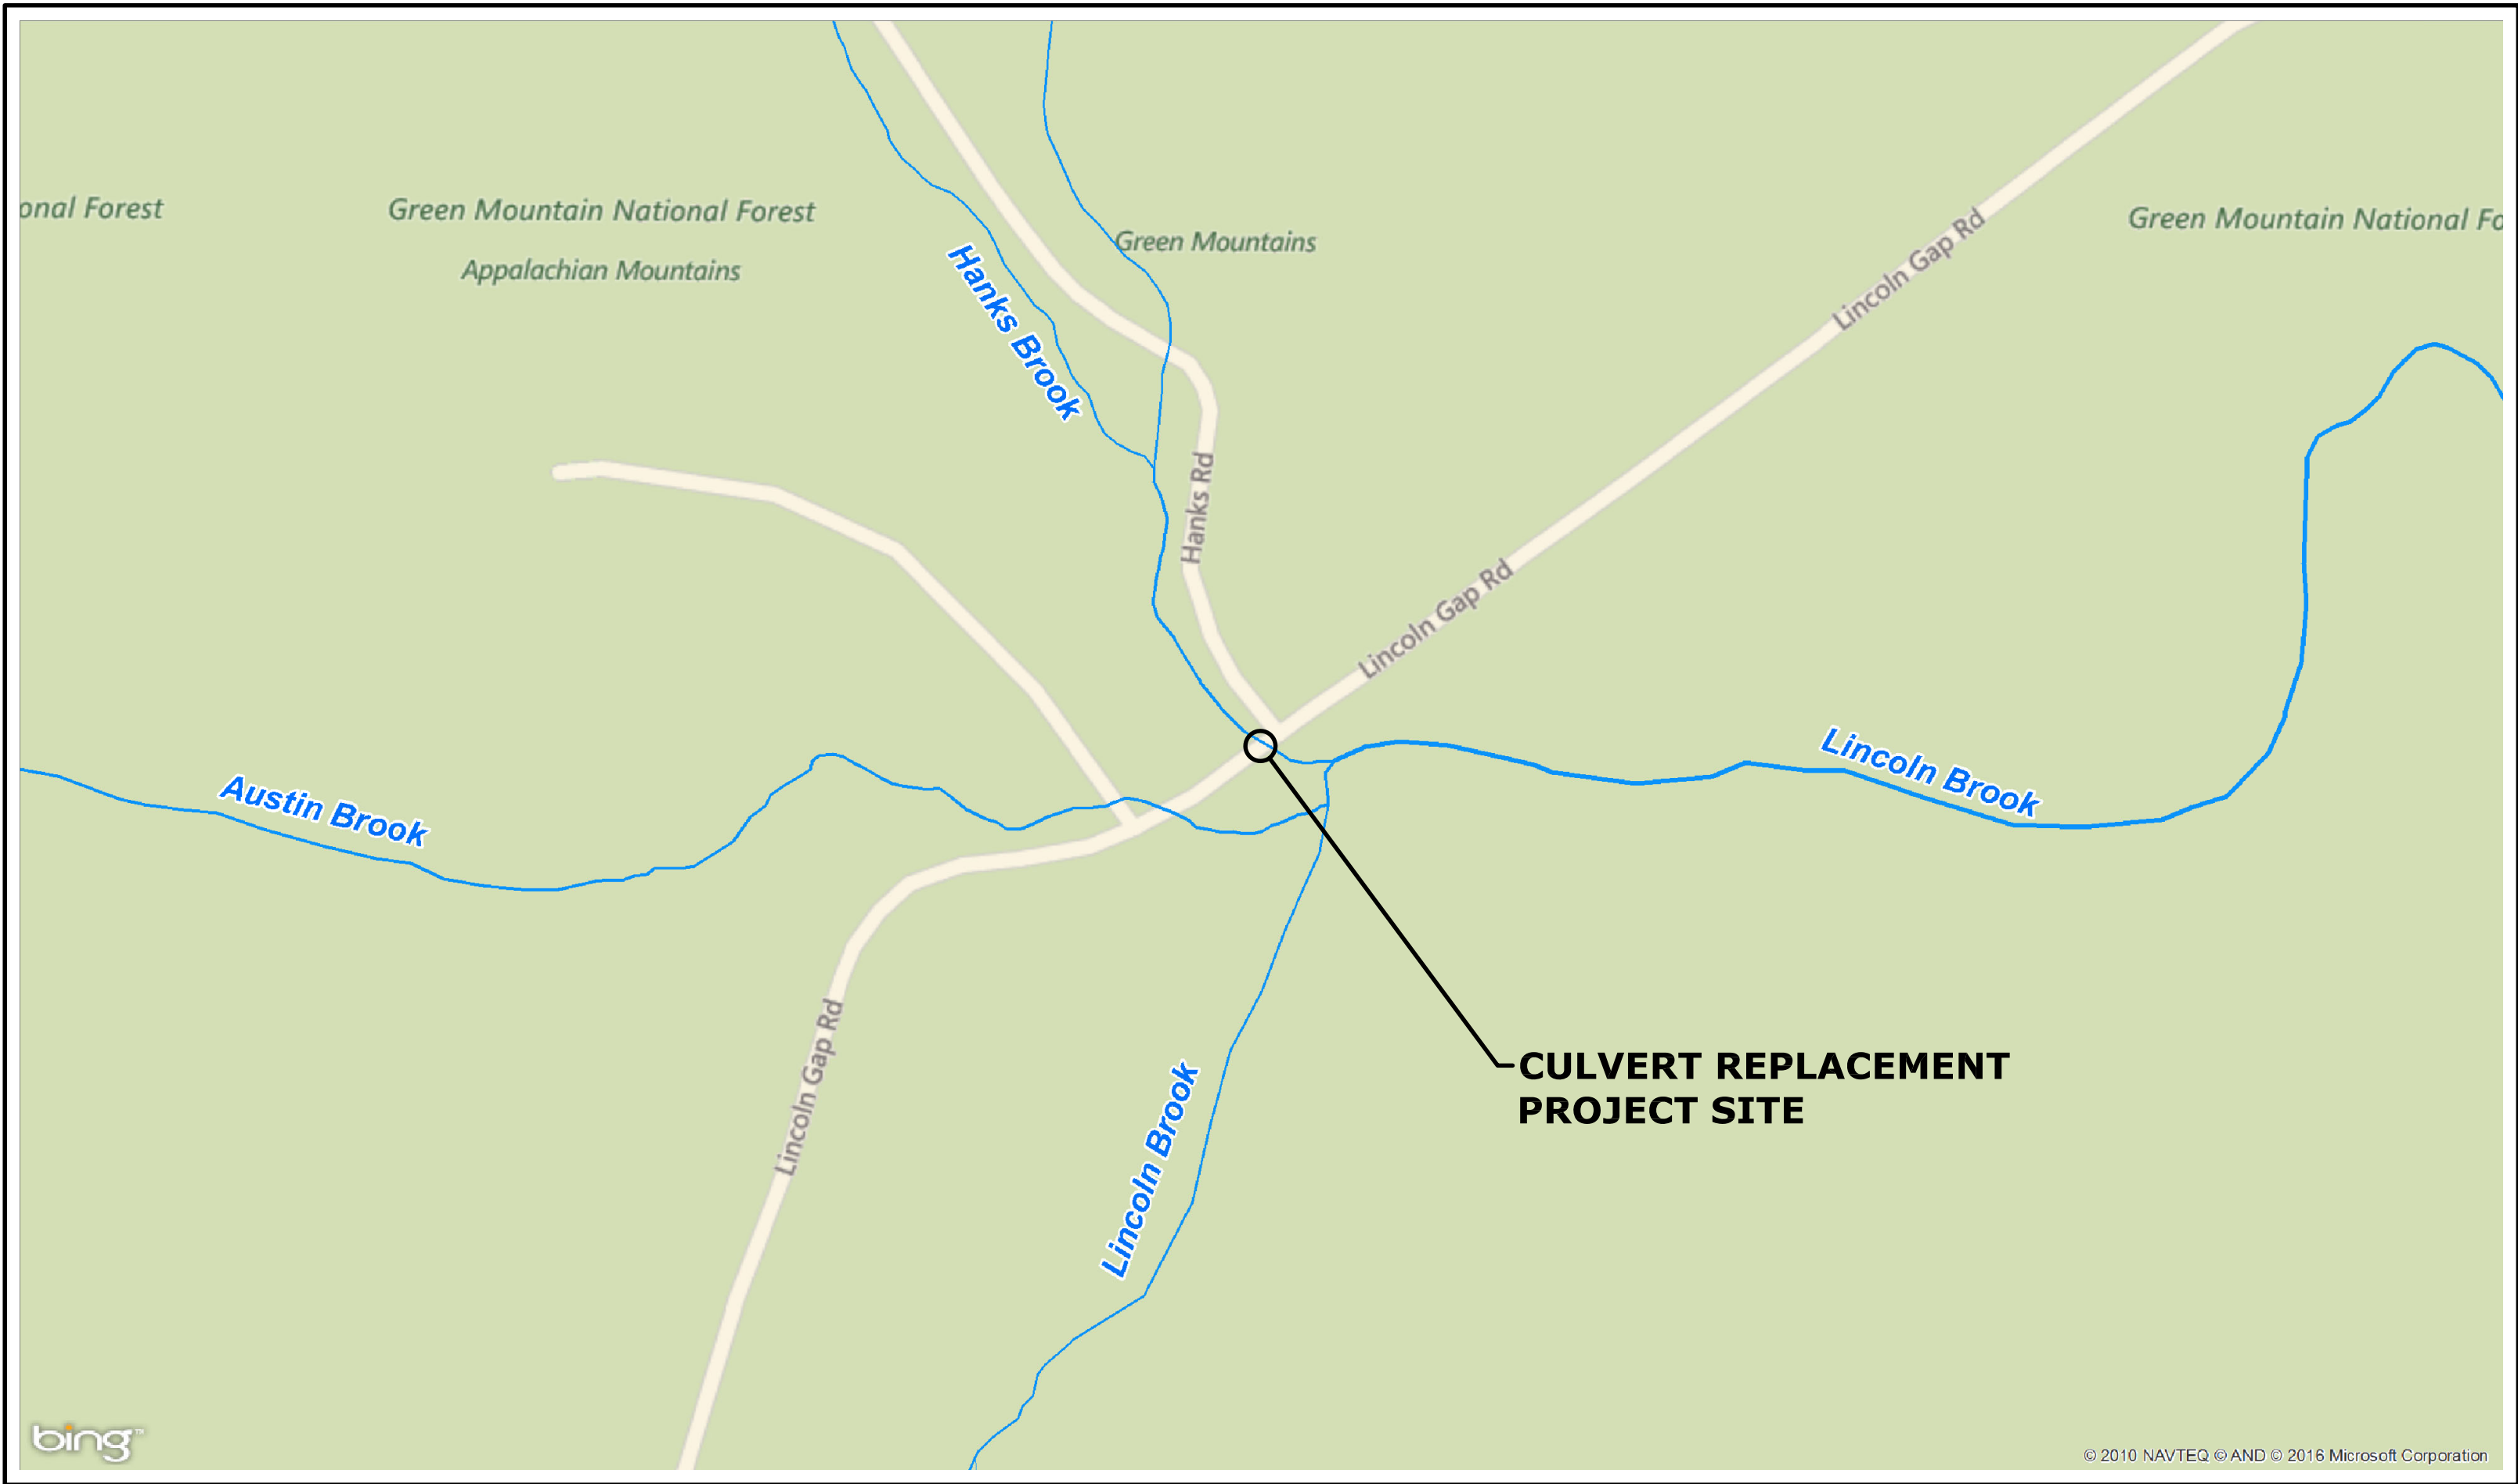 onal Forest
Green Mountain National Forest
Appalachian Mountains
Green Mountains
Green Mountain National Fo
Lincoln Gap Rd
Hanks Brook
Hanks Rd
Lincoln Gap Rd
Lincoln Brook
Austin Brook
Lincoln Gap Rd
Lincoln Brook
CULVERT REPLACEMENT
PROJECT SITE
bing™
© 2010 NAVTEQ © AND © 2016 Microsoft Corporation